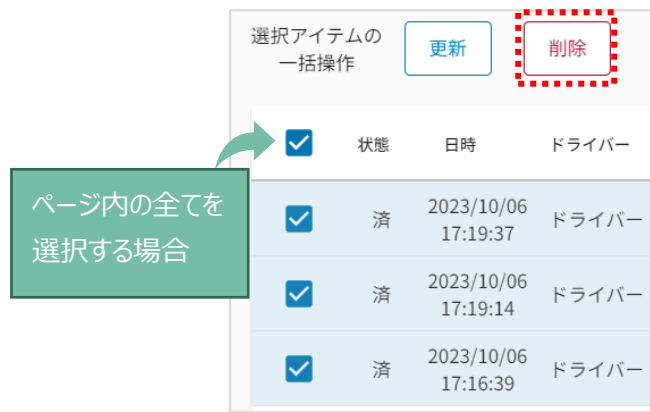 選択アイテムの
一括操作
更新
削除
状態 日時 ドライバー
ページ内の全てを
選択する場合
済 2023/10/06 ドライバー
17:19:37
済 2023/10/06 ドライバー
17:19:14
済 2023/10/06 ドライバー
17:16:39